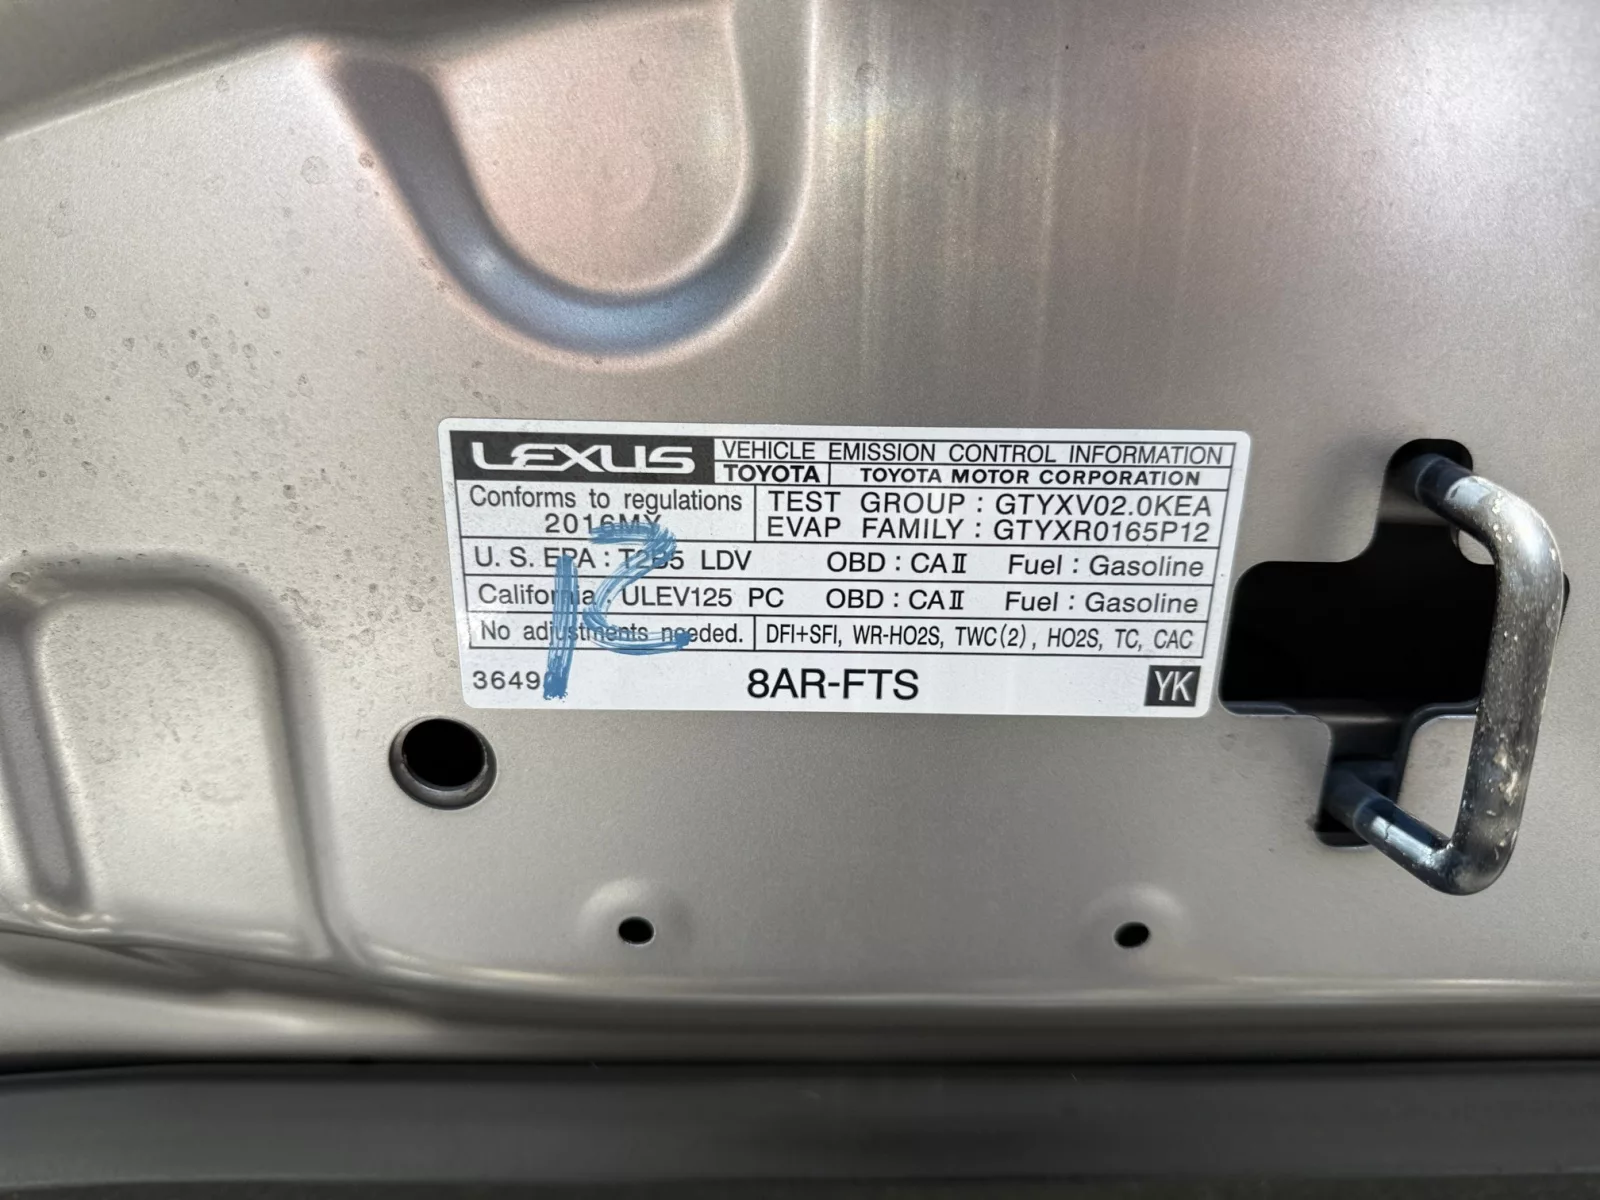 LEXUS
VEHICLE EMISSION CONTROL INFORMATION
TOYOTA TOYOTA MOTOR CORPORATION
Conforms to regulations
2016MY
TEST GROUP : GTYXV02.0KEA
EVAP FAMILY : GTYXR0165P12
U. S. EPA : T2B5 LDV OBD : CAⅡ Fuel : Gasoline
California : ULEV125 PC OBD : CAⅡ Fuel : Gasoline
No adjustments needed. DFI+SFI, WR-HO2S, TWC(2), HO2S, TC, CAC
8AR-FTS
YK